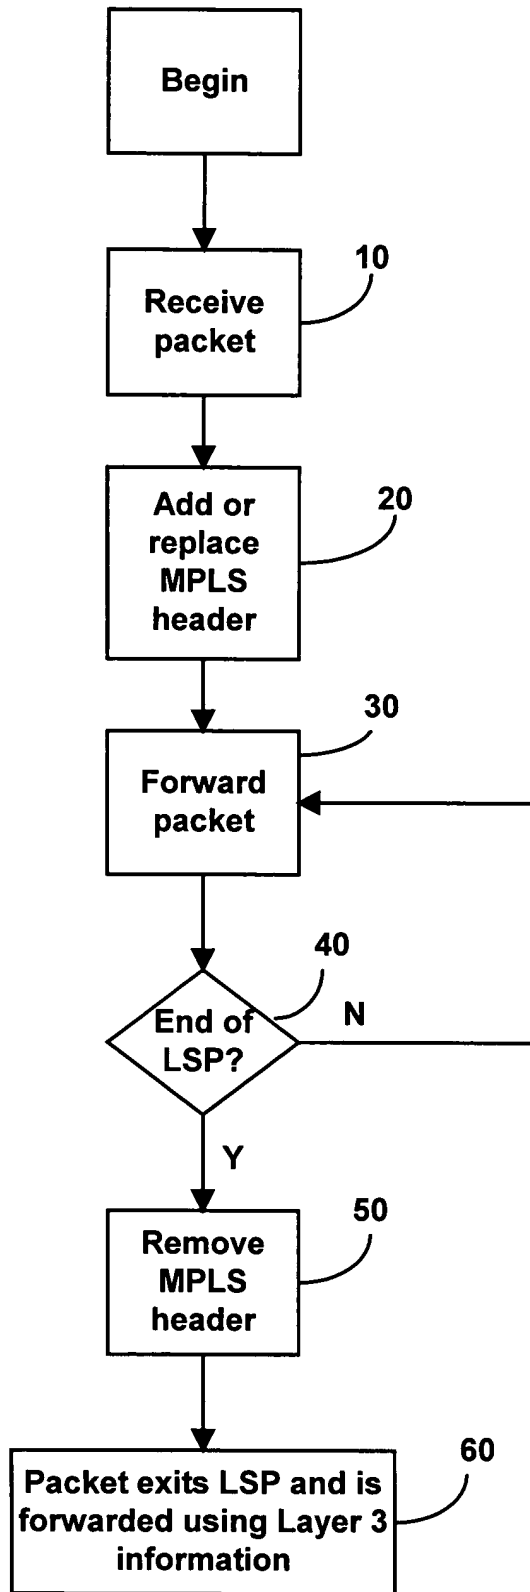 Begin
10
Receive
packet
20
Add or
replace
MPLS
header
30
Forward
packet
40
End of
LSP?
N
Y
50
Remove
MPLS
header
60
Packet exits LSP and is
forwarded using Layer 3
information